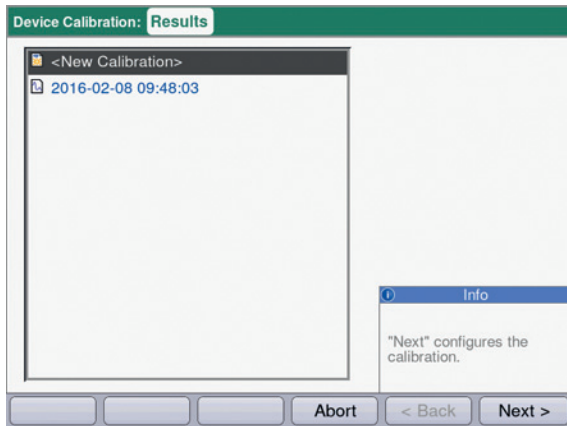 Device Calibration: Results
<New Calibration>
2016-02-08 09:48:03
Info
"Next" configures the
calibration.
Abort
< Back
Next >